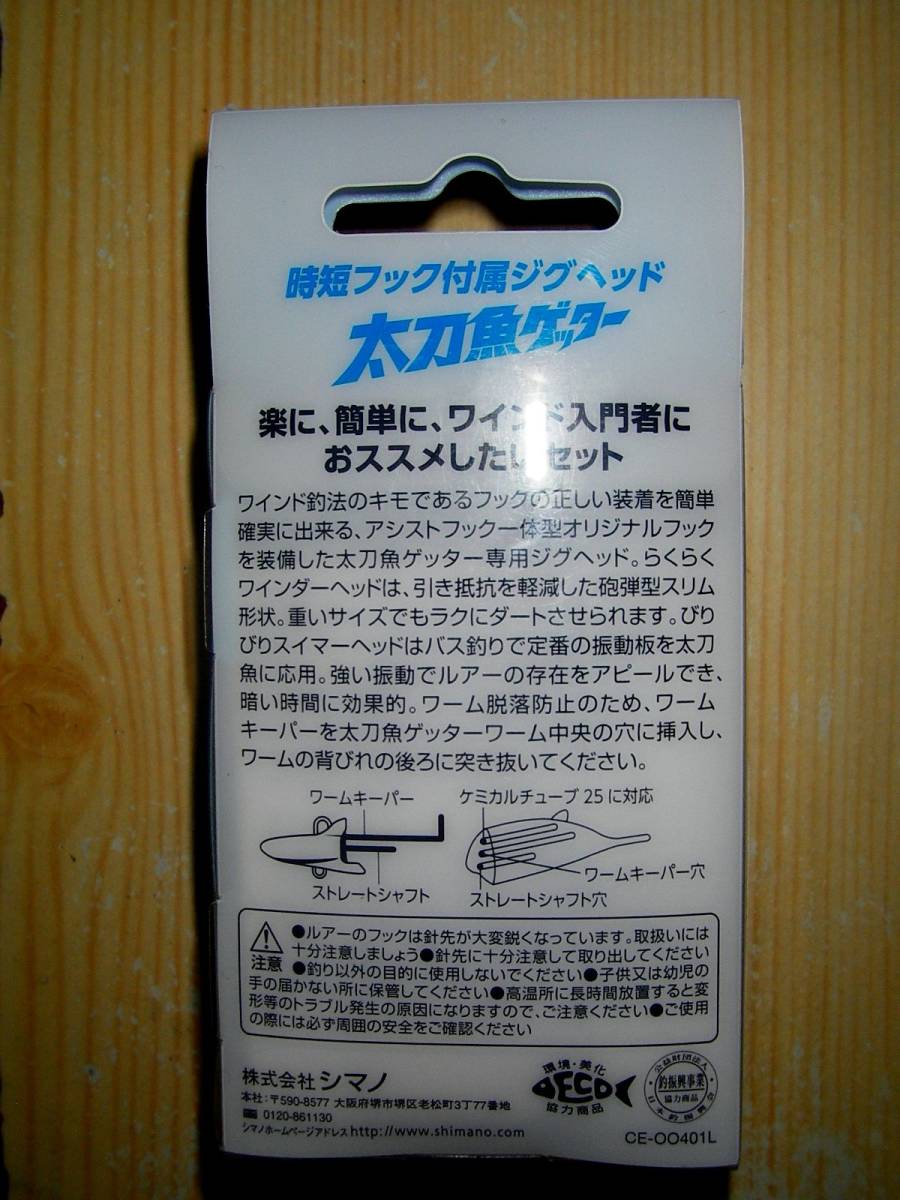 時短フック付属ジグヘッド
太刀魚ゲッター
楽に、簡単に、ワインド入門者に
おススメしたいセット
ワインド釣法のキモであるフックの正しい装着を簡単
確実に出来る、アシストフック一体型オリジナルフック
を装備した太刀魚ゲッター専用ジグヘッド。らくらく
ワインダーヘッドは、引き抵抗を軽減した砲弾型スリム
形状。重いサイズでもラクにダートさせられます。びり
びりスイマーヘッドはバス釣りで定番の振動板を太刀
魚に応用。強い振動でルアーの存在をアピールでき、
暗い時間に効果的。ワーム脱落防止のため、ワーム
キーパーを太刀魚ゲッターワーム中央の穴に挿入し、
ワームの背びれの後ろに突き抜いてください。
ワームキーパー
ケミカルチューブ25に対応
ワームキーパー穴
ストレートシャフト
ストレートシャフト穴
注意
●ルアーのフックは針先が大変鋭くなっています。取扱いには
十分注意しましょう●針先に十分注意して取り出してください
●釣り以外の目的に使用しないでください●子供又は幼児の
手の届かない所に保管してください●高温所に長時間放置すると変
形等のトラブル発生の原因になりますので、ご注意ください●ご使用
の際には必ず周囲の安全をご確認ください
株式会社シマノ
本社:〒590-8577 大阪府堺市堺区老松町3丁77番地
0120-861130
シマノホームページアドレスhttp://www.shimano.com
環境・美化
ECO
協力商品
公益財団法人
釣振興事業
協力商品
日本釣振興会
CE-OO401L